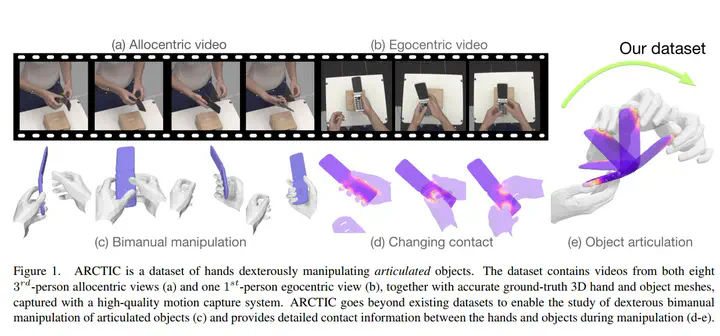 (a) Allocentric video
(b) Egocentric video
Our dataset
(c) Bimanual manipulation
(d) Changing contact
(e) Object articulation
Figure 1. ARCTIC is a dataset of hands dexterously manipulating articulated objects. The dataset contains videos from both eight
3rd-person allocentric views (a) and one 1st-person egocentric view (b), together with accurate ground-truth 3D hand and object meshes,
captured with a high-quality motion capture system. ARCTIC goes beyond existing datasets to enable the study of dexterous bimanual
manipulation of articulated objects (c) and provides detailed contact information between the hands and objects during manipulation (d-e).